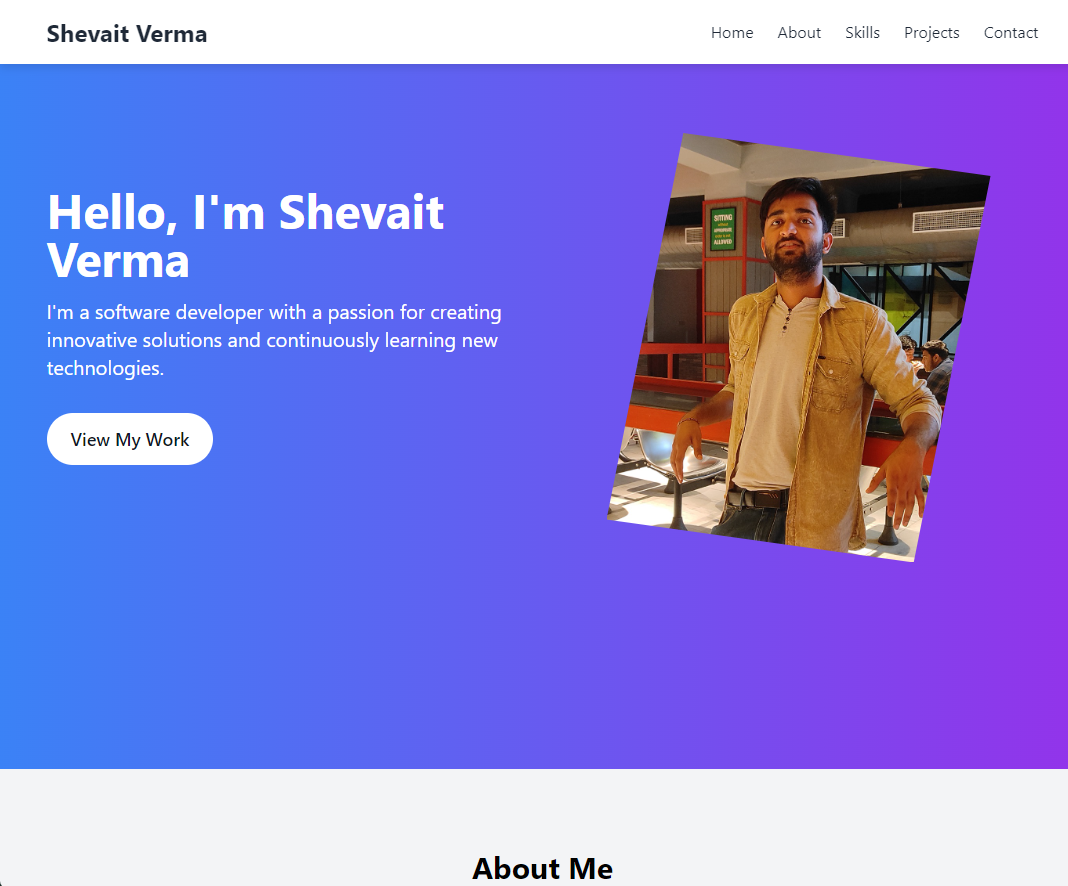 Shevait Verma
Home About Skills Projects Contact
Hello, I'm Shevait
Verma
I'm a software developer with a passion for creating
innovative solutions and continuously learning new
technologies.
View My Work
SITTING
ALLOWED
About Me